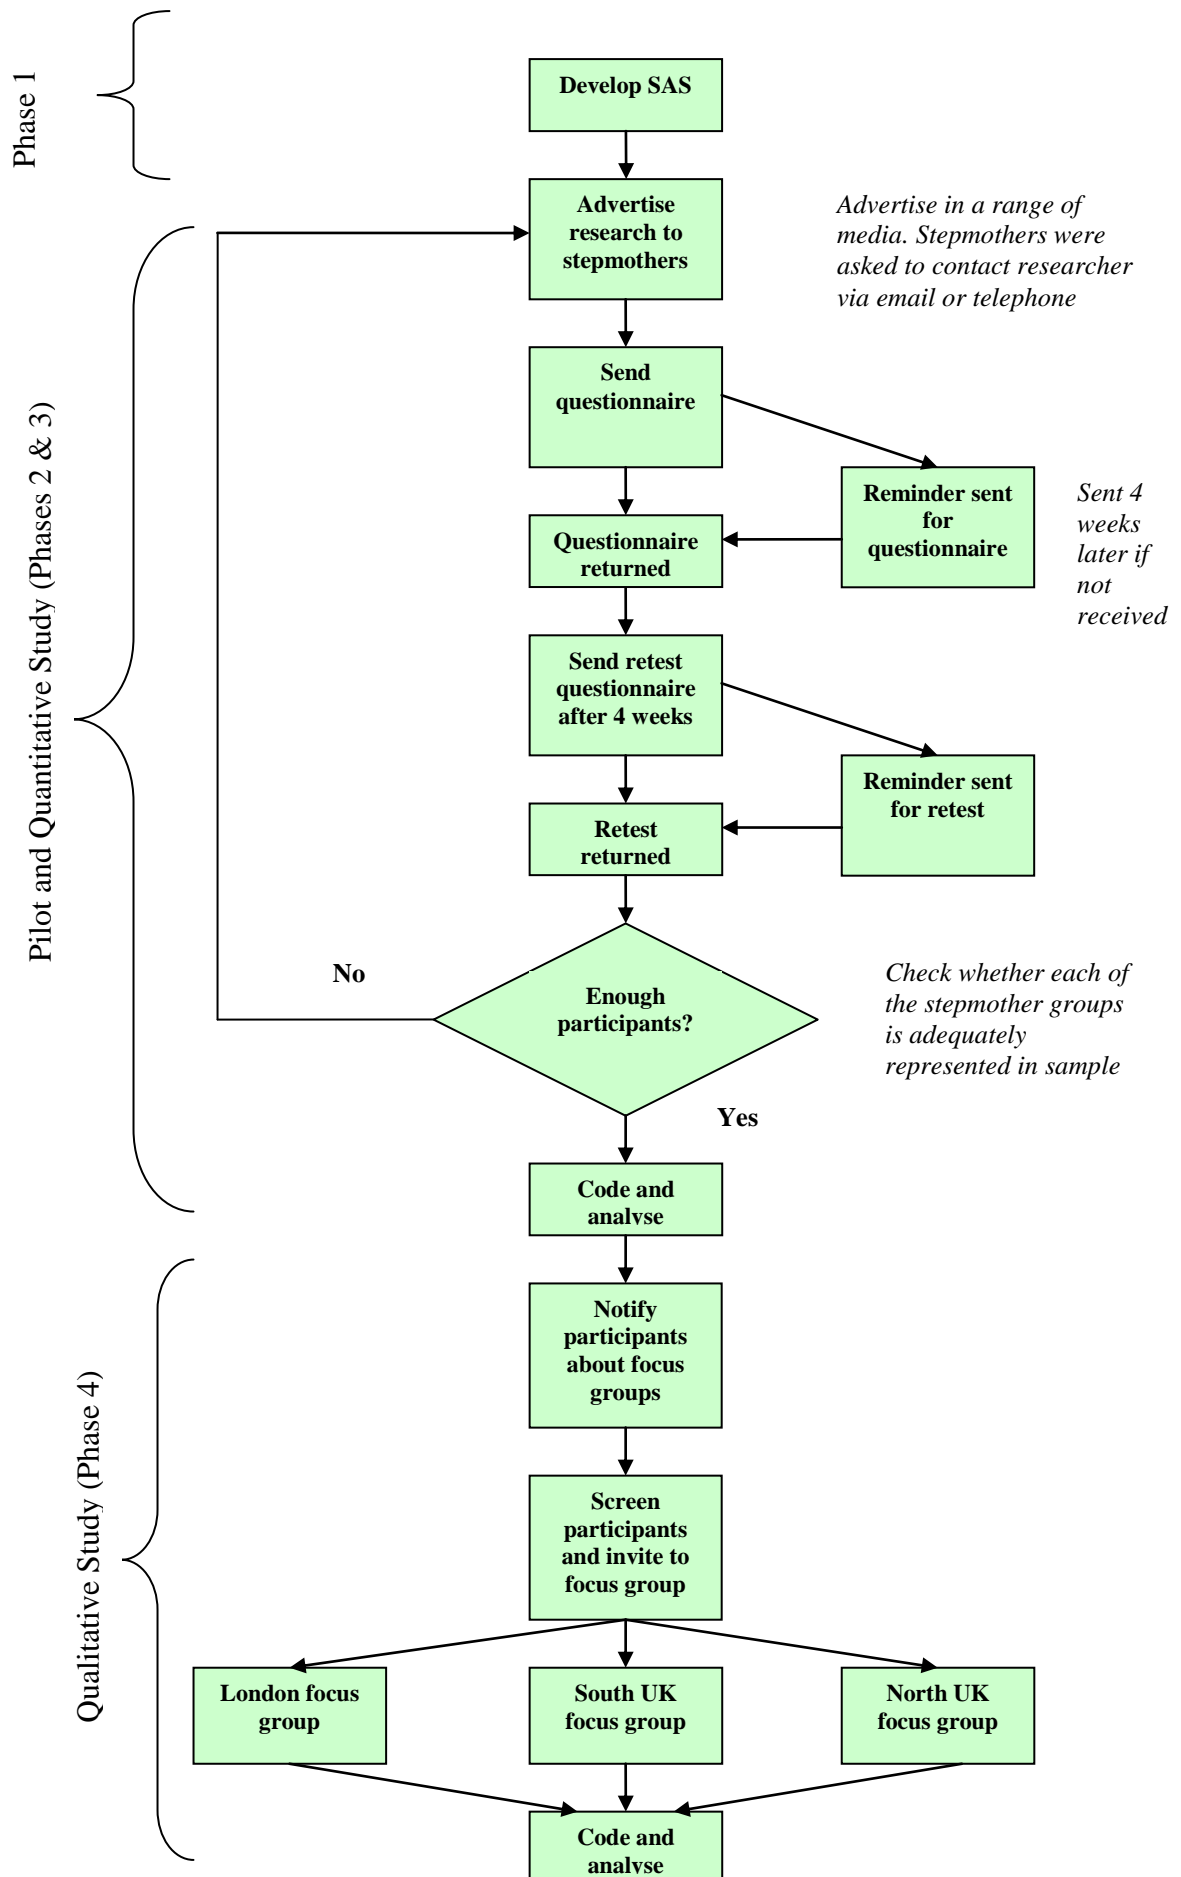 Phase 1
Develop SAS
Advertise
research to
stepmothers
Advertise in a range of
media. Stepmothers were
asked to contact researcher
via email or telephone
Pilot and Quantitative Study (Phases 2 & 3)
Send
questionnaire
Reminder sent
for
questionnaire
Sent 4
weeks
later if
not
received
Questionnaire
returned
Send retest
questionnaire
after 4 weeks
Reminder sent
for retest
Retest
returned
No
Enough
participants?
Check whether each of
the stepmother groups
is adequately
represented in sample
Yes
Code and
analyse
Qualitative Study (Phase 4)
Notify
participants
about focus
groups
Screen
participants
and invite to
focus group
London focus
group
South UK
focus group
North UK
focus group
Code and
analyse